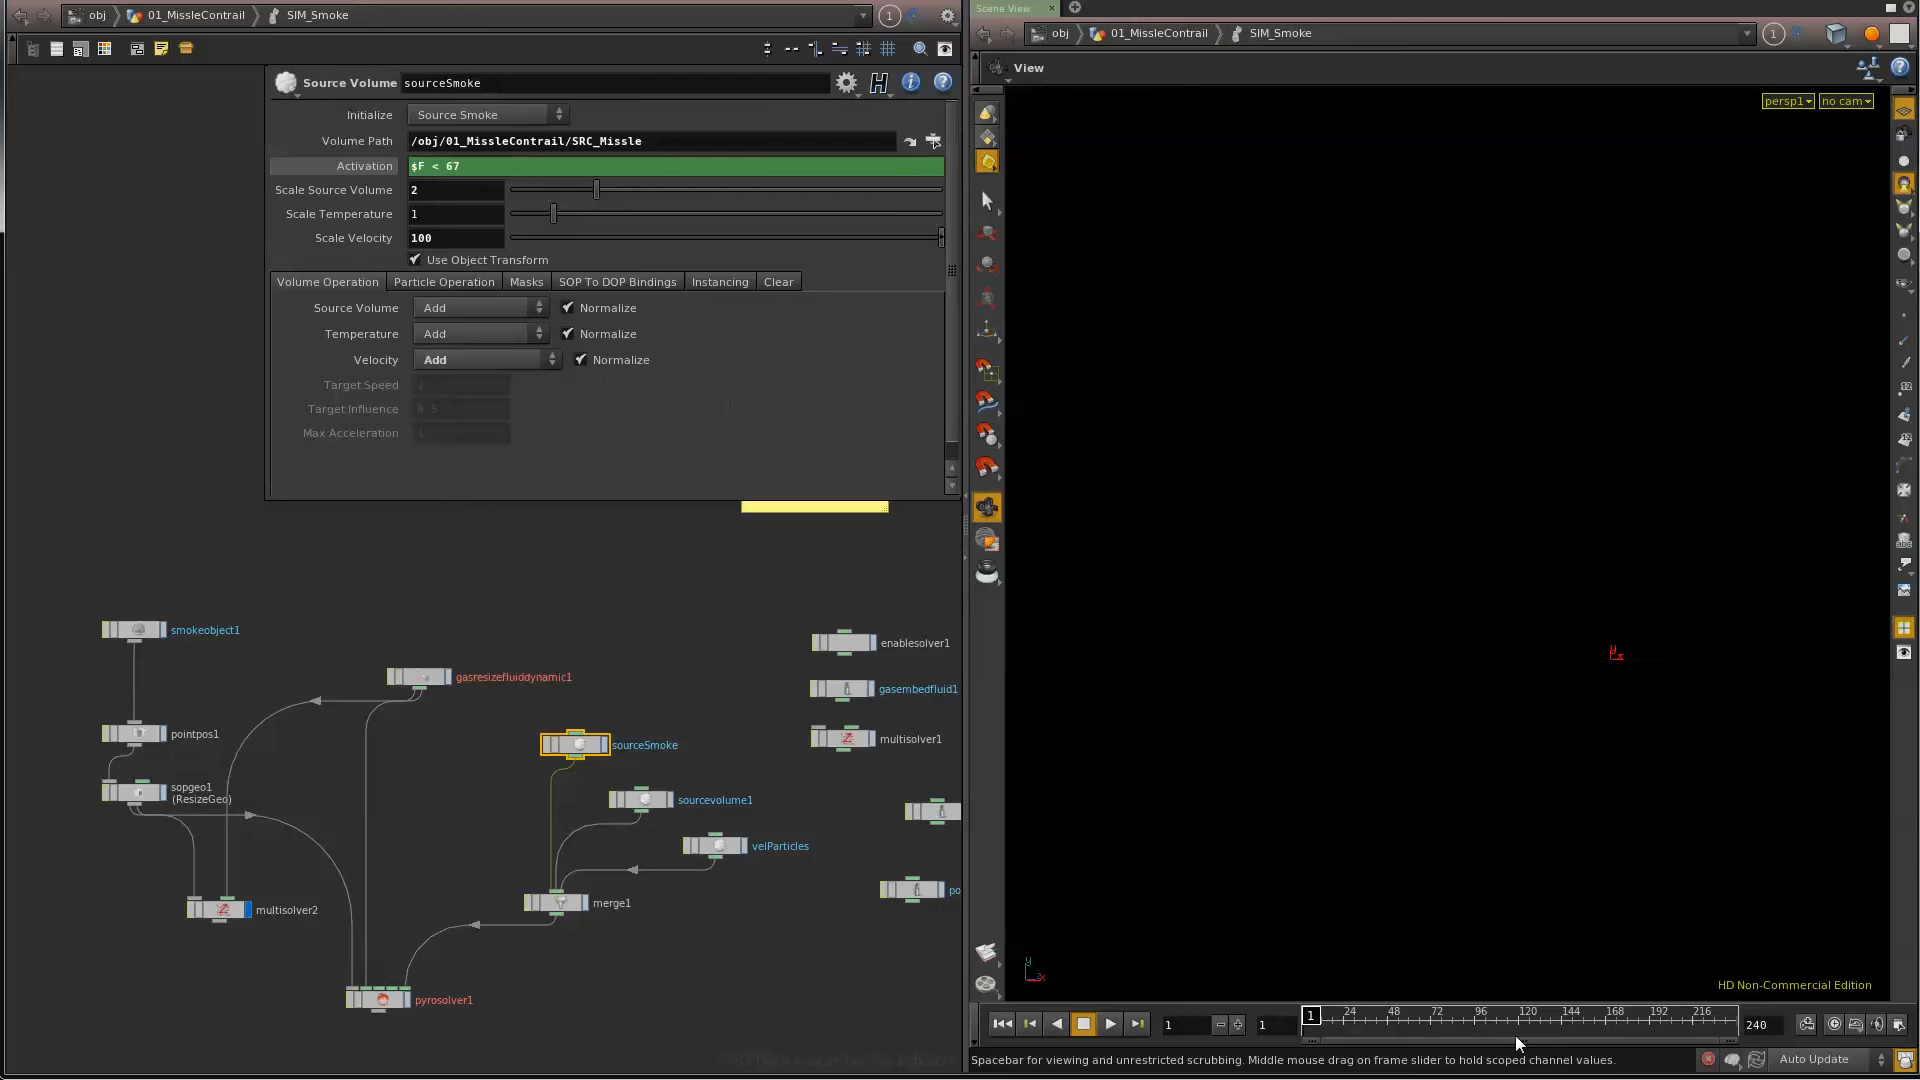 obj 01_MissleContrail SIM_Smoke 1
Scene View
obj 01_MissleContrail SIM_Smoke 1
View
persp1 no cam
Source Volume sourceSmoke
Initialize Source Smoke
Volume Path /obj/01_MissleContrail/SRC_Missle
Activation $F < 67
Scale Source Volume 2
Scale Temperature 1
Scale Velocity 100
Use Object Transform
Volume Operation Particle Operation Masks SOP To DOP Bindings Instancing Clear
Source Volume Add Normalize
Temperature Add Normalize
Velocity Add Normalize
Target Speed
Target Influence
Max Acceleration
smokeobject1
enablesolver1
gasresizefluiddynamic1
gasembedfluid1
pointpos1
multisolver1
sourceSmoke
sopgeo1
(ResizeGeo)
sourcevolume1
velParticles
po
merge1
multisolver2
pyrosolver1
HD Non-Commercial Edition
1 1 1 24 48 72 96 120 144 168 192 216 240
Spacebar for viewing and unrestricted scrubbing. Middle mouse drag on frame slider to hold scoped channel values.
Auto Update